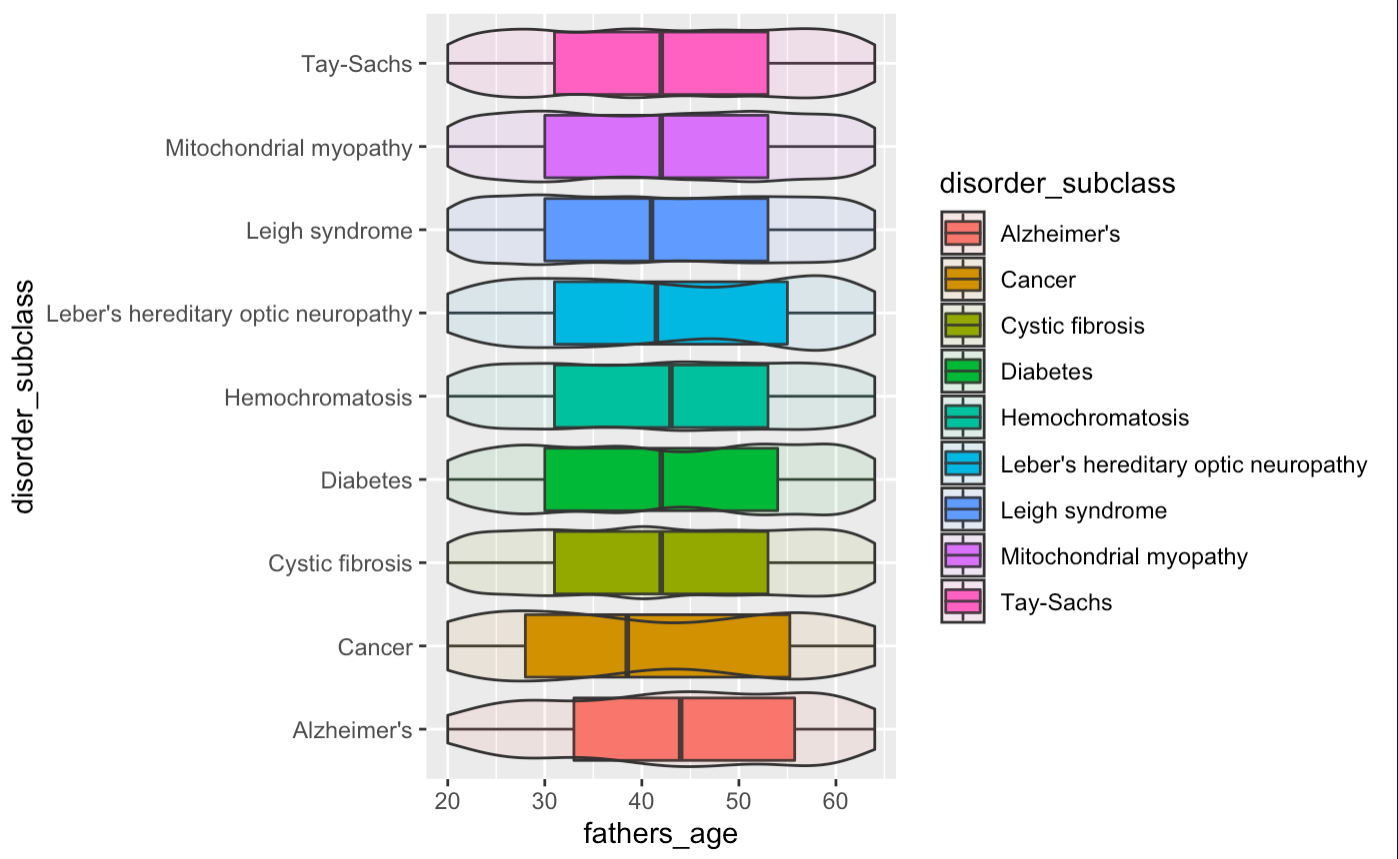 disorder_subclass
Tay-Sachs
Mitochondrial myopathy
Leigh syndrome
Leber's hereditary optic neuropathy
Hemochromatosis
Diabetes
Cystic fibrosis
Cancer
Alzheimer's
20 30 40 50 60
fathers_age
disorder_subclass
Alzheimer's
Cancer
Cystic fibrosis
Diabetes
Hemochromatosis
Leber's hereditary optic neuropathy
Leigh syndrome
Mitochondrial myopathy
Tay-Sachs